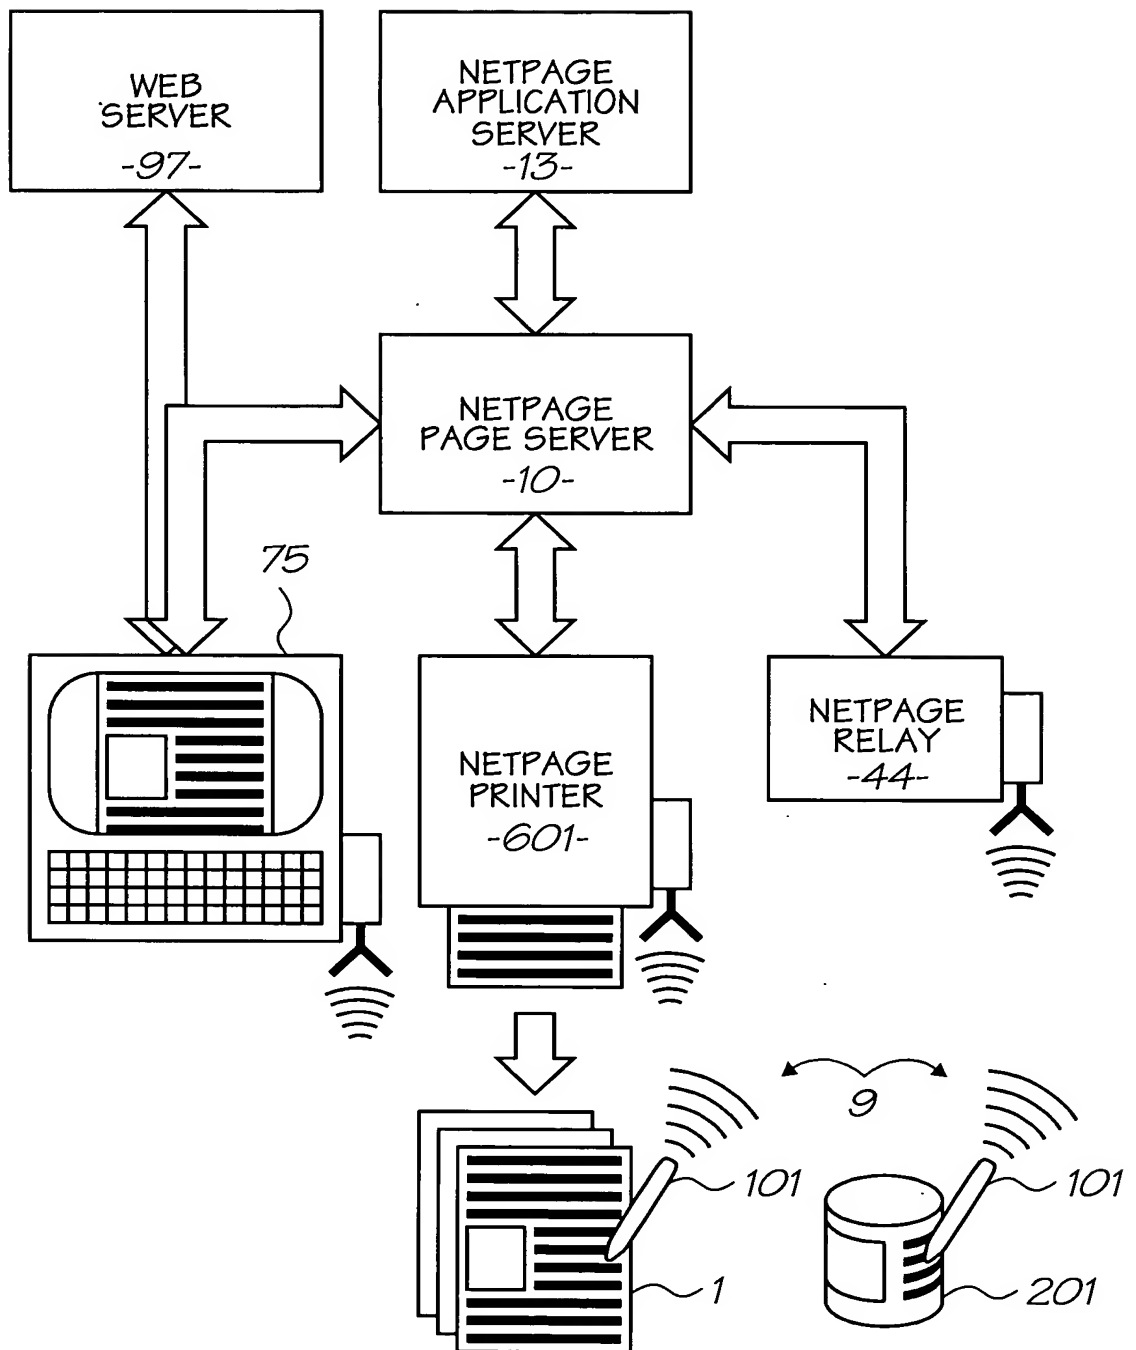 WEB
SERVER
-97-
NETPAGE
APPLICATION
SERVER
-13-
NETPAGE
PAGE SERVER
-10-
75
NETPAGE
PRINTER
-601-
NETPAGE
RELAY
-44-
9
101
101
1
201